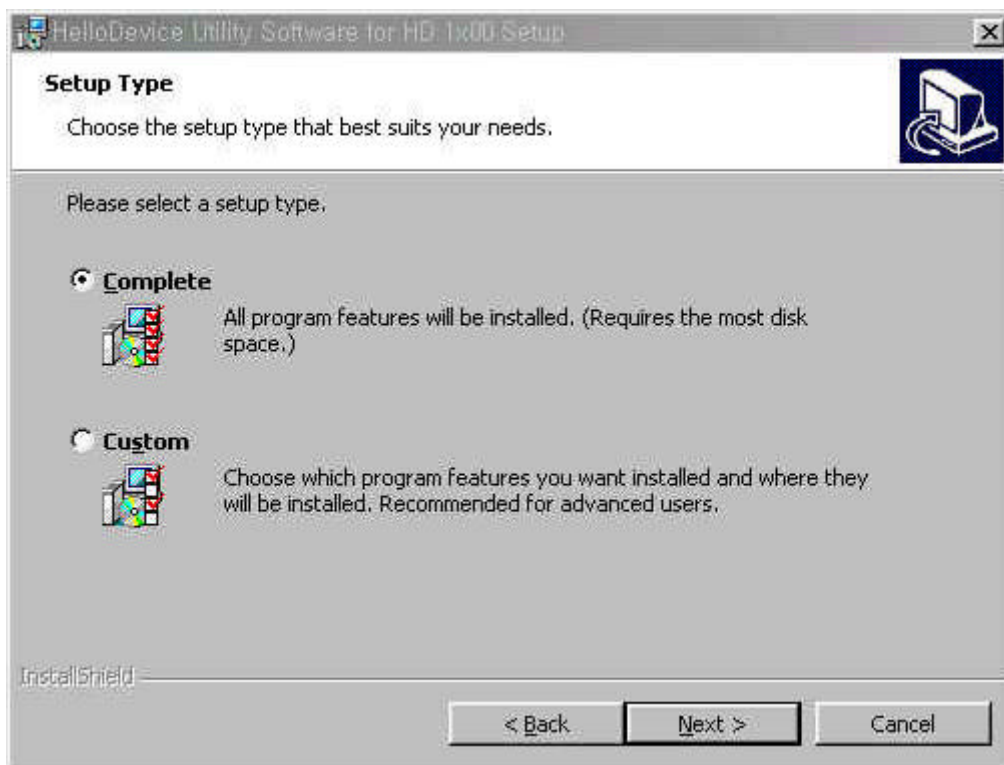 HelloDevice Utility Software for HD 1x00 Setup
Setup Type
Choose the setup type that best suits your needs.
Please select a setup type.
Complete
All program features will be installed. (Requires the most disk
space.)
Custom
Choose which program features you want installed and where they
will be installed. Recommended for advanced users.
InstallShield
< Back
Next >
Cancel